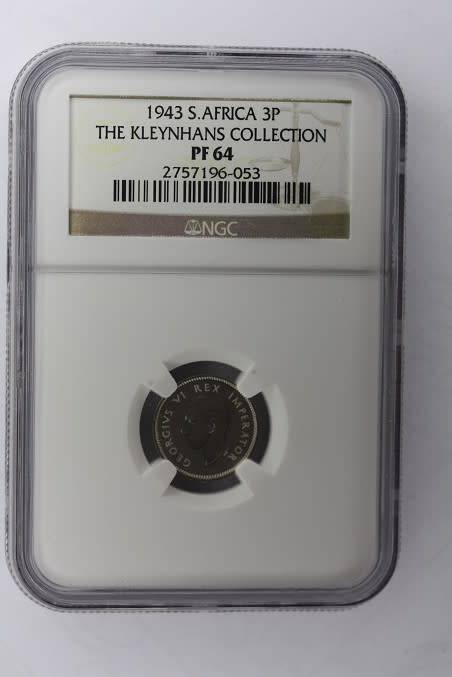 1943 S.AFRICA 3P
THE KLEYNHANS COLLECTION
PF 64
2757196-053
NGC
GEORGIVS VI REX IMPERATOR